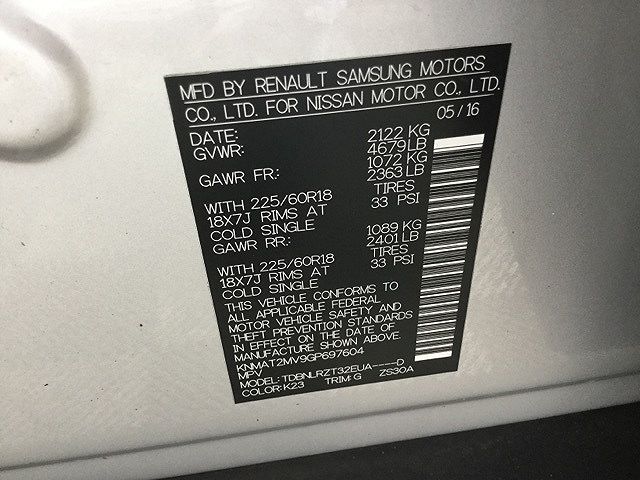 MFD BY RENAULT SAMSUNG MOTORS
CO., LTD. FOR NISSAN MOTOR CO., LTD.
DATE: 05/16
GVWR: 2122 KG
4679 LB
GAWR FR: 1072 KG
2363 LB
WITH 225/60R18 TIRES
18X7J RIMS AT 33 PSI
COLD SINGLE
GAWR RR: 1089 KG
2401 LB
WITH 225/60R18 TIRES
18X7J RIMS AT 33 PSI
COLD SINGLE
THIS VEHICLE CONFORMS TO
ALL APPLICABLE FEDERAL
MOTOR VEHICLE SAFETY AND
THEFT PREVENTION STANDARDS
IN EFFECT ON THE DATE OF
MANUFACTURE SHOWN ABOVE.
KNMAT2MV9GP697604
MPV
MODEL: TDBNLRZT32EUA----D
COLOR: K23 TRIM: G ZS30A